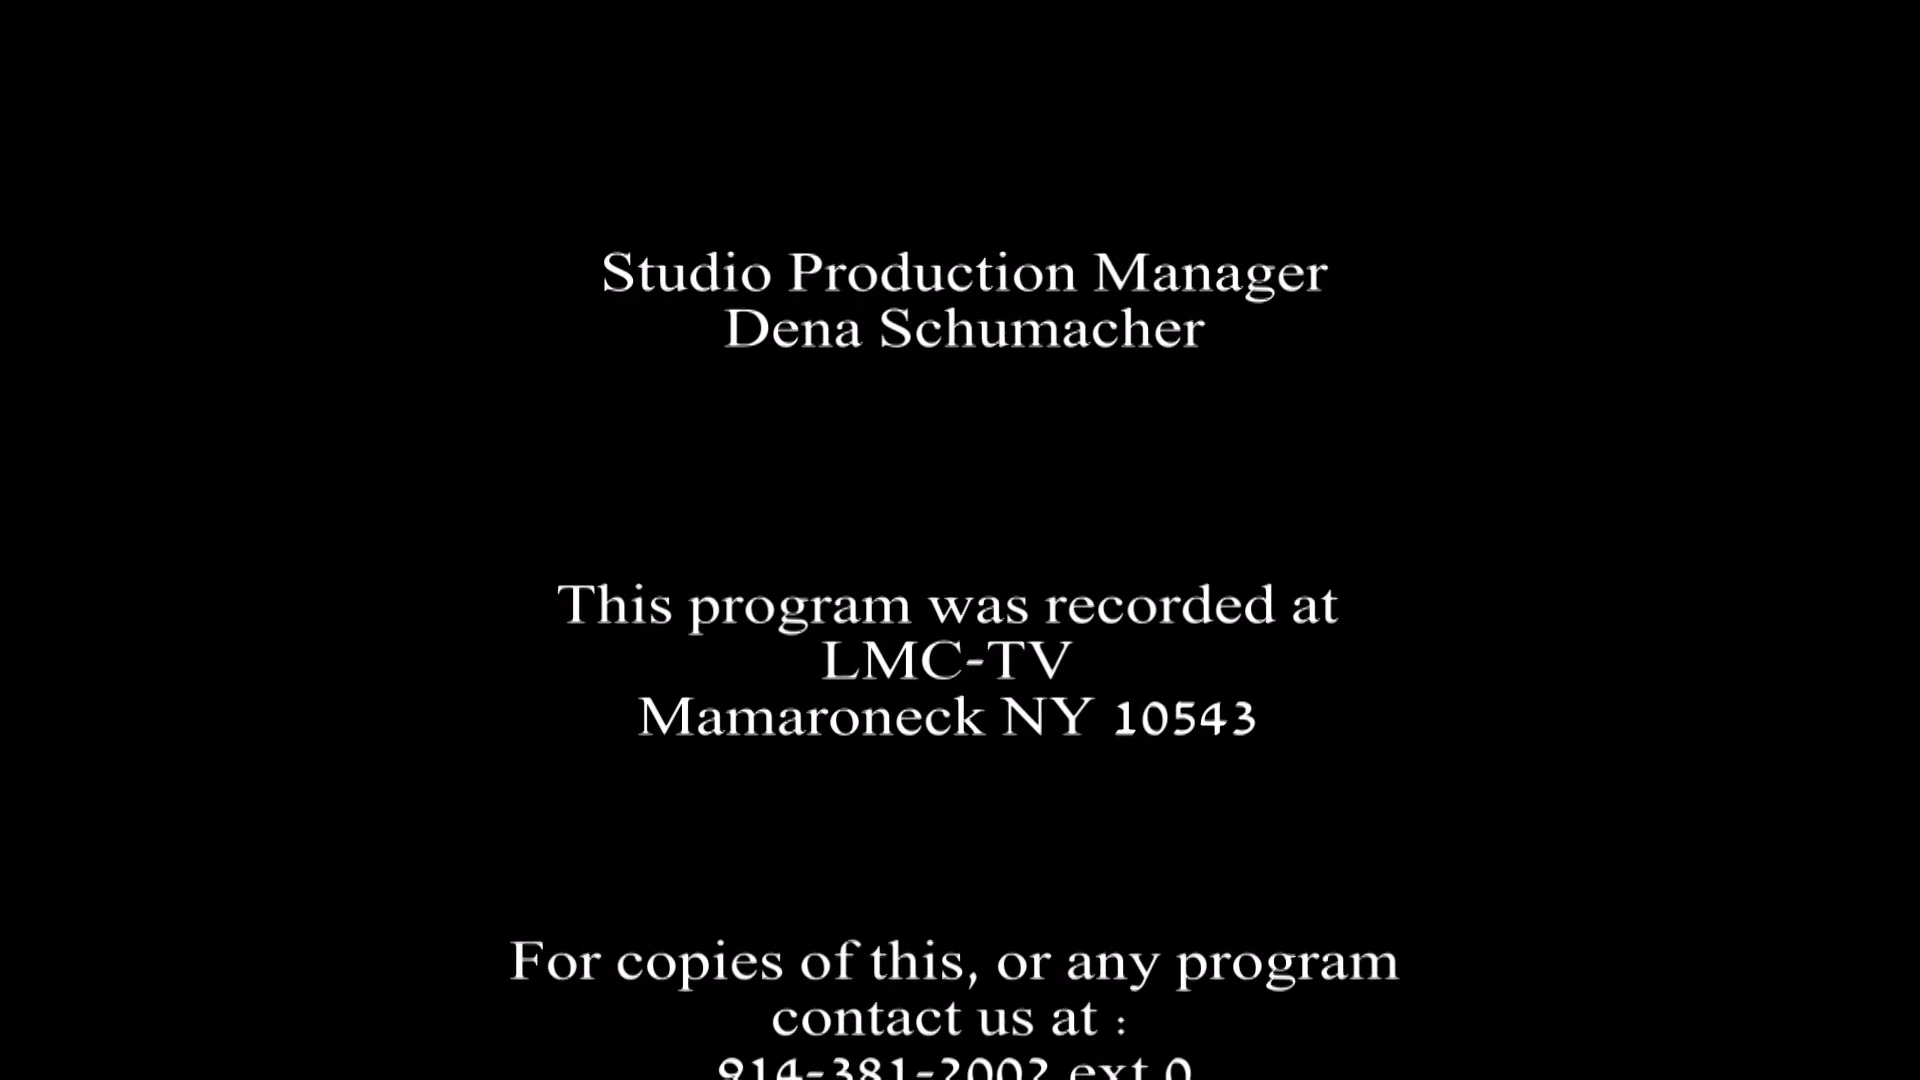 Studio Production Manager
Dena Schumacher
This program was recorded at
LMC-TV
Mamaroneck NY 10543
For copies of this, or any program
contact us at :
914-381-2002 ext 0